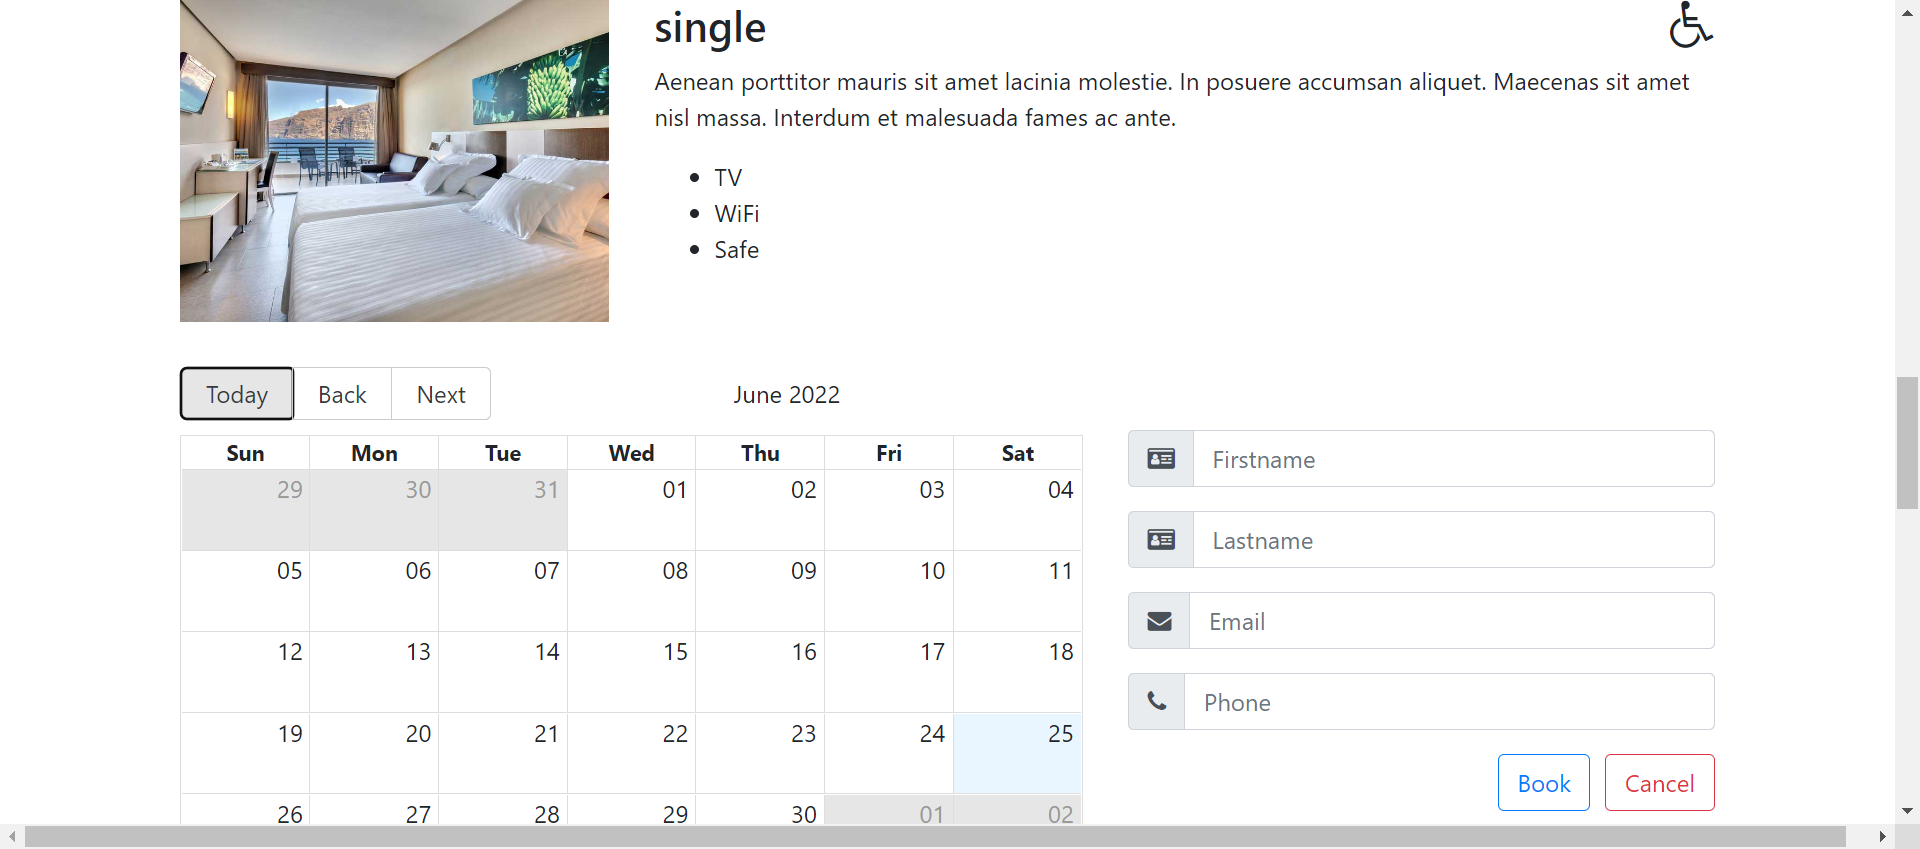 single
Aenean porttitor mauris sit amet lacinia molestie. In posuere accumsan aliquet. Maecenas sit amet
nisl massa. Interdum et malesuada fames ac ante.
TV
WiFi
Safe
Today Back Next June 2022
Sun Mon Tue Wed Thu Fri Sat
29 30 31 01 02 03 04
05 06 07 08 09 10 11
12 13 14 15 16 17 18
19 20 21 22 23 24 25
26 27 28 29 30 01 02
Firstname
Lastname
Email
Phone
Book Cancel